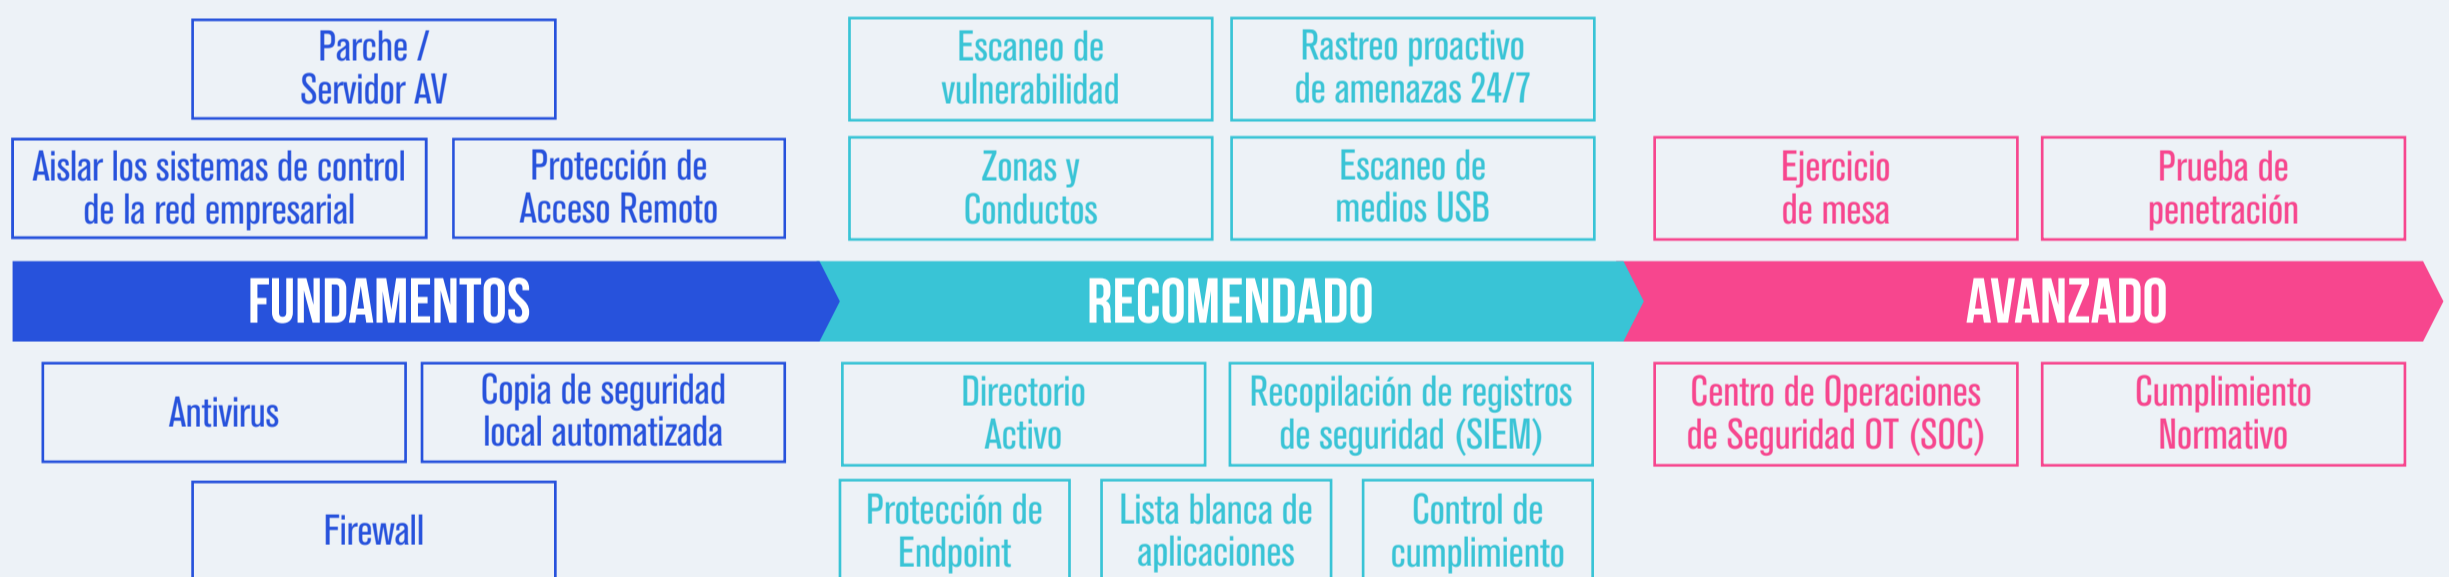 Parche /
Servidor AV
Aislar los sistemas de control
de la red empresarial
Protección de
Acceso Remoto
Escaneo de
vulnerabilidad
Rastreo proactivo
de amenazas 24/7
Zonas y
Conductos
Escaneo de
medios USB
Ejercicio
de mesa
Prueba de
penetración
FUNDAMENTOS
RECOMENDADO
AVANZADO
Antivirus
Copia de seguridad
local automatizada
Firewall
Directorio
Activo
Recopilación de registros
de seguridad (SIEM)
Protección de
Endpoint
Lista blanca de
aplicaciones
Control de
cumplimiento
Centro de Operaciones
de Seguridad OT (SOC)
Cumplimiento
Normativo